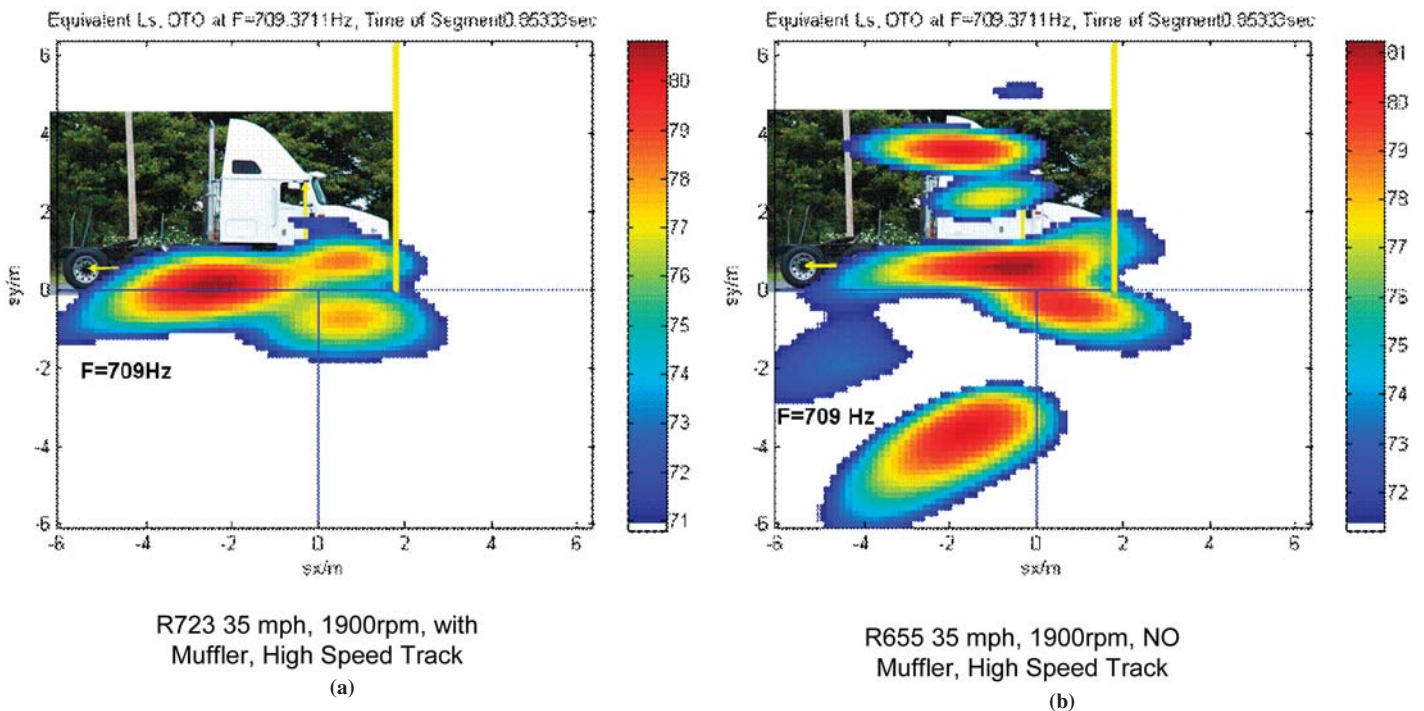 Equivalent Ls, OTO at F=709.3711Hz, Time of Segment0.85333sec
6
4
2
0
-2
-4
-6
sy/m
F=709Hz
-6 -4 -2 0 2 4 6
sx/m
80
79
78
77
76
75
74
73
72
71
R723 35 mph, 1900rpm, with
Muffler, High Speed Track
(a)
Equivalent Ls, OTO at F=709.3711Hz, Time of Segment0.85333sec
6
4
2
0
-2
-4
-6
sy/m
F=709 Hz
-6 -4 -2 0 2 4 6
sx/m
81
80
79
78
77
76
75
74
73
72
R655 35 mph, 1900rpm, NO
Muffler, High Speed Track
(b)